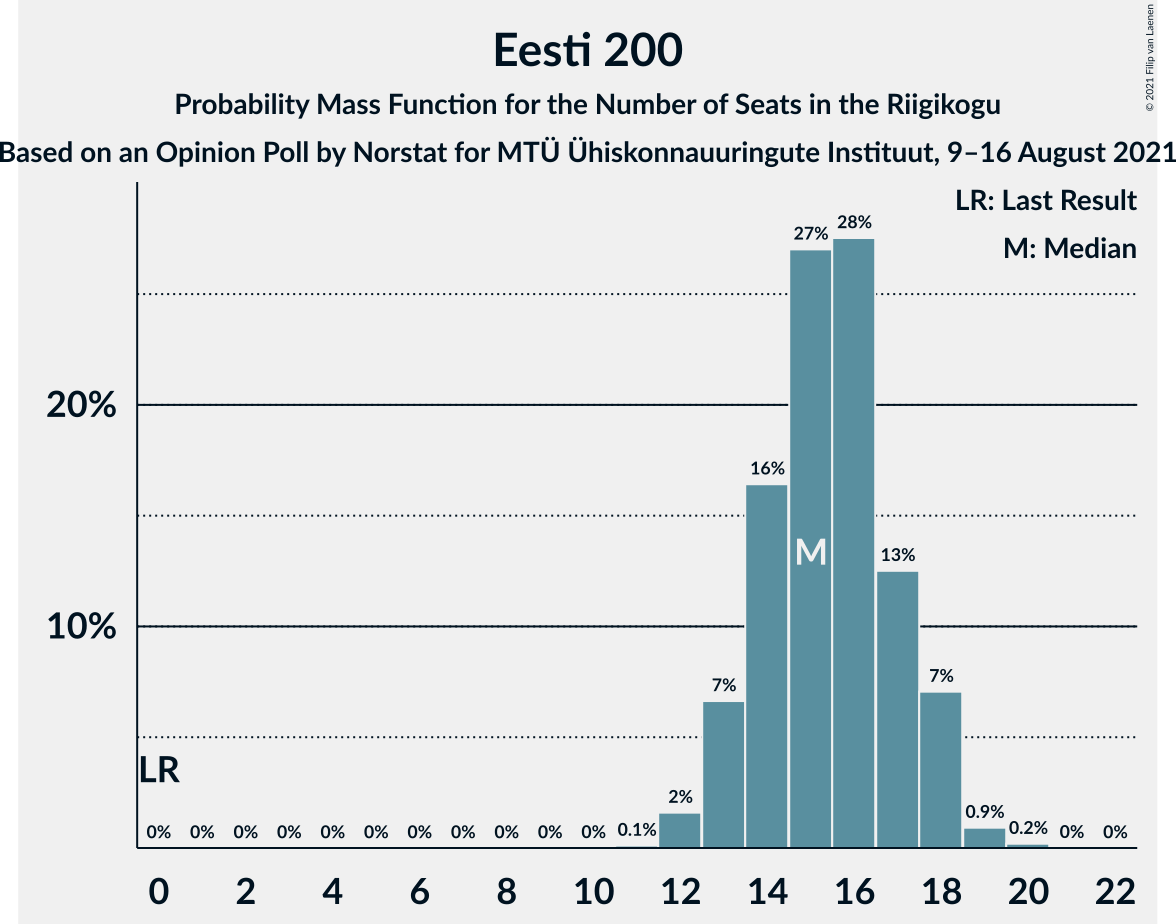 Eesti 200
Probability Mass Function for the Number of Seats in the Riigikogu
Based on an Opinion Poll by Norstat for MTÜ Ühiskonnauuringute Instituut, 9–16 August 2021
© 2021 Filip van Laenen
LR: Last Result
M: Median
20%
10%
27%
28%
16%
M
13%
7%
7%
LR
2%
0% 0% 0% 0% 0% 0% 0% 0% 0% 0% 0% 0.1% 0.9% 0.2% 0% 0%
0 2 4 6 8 10 12 14 16 18 20 22